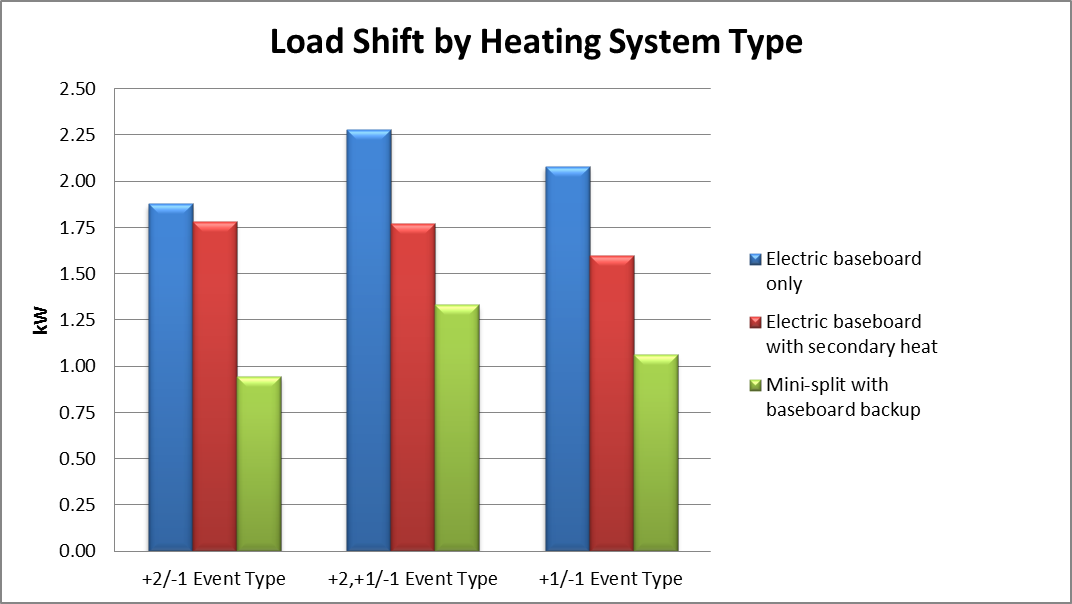 Load Shift by Heating System Type
kW
2.50
2.25
2.00
1.75
1.50
1.25
1.00
0.75
0.50
0.25
0.00
+2/-1 Event Type
+2,+1/-1 Event Type
+1/-1 Event Type
Electric baseboard
only
Electric baseboard
with secondary heat
Mini-split with
baseboard backup